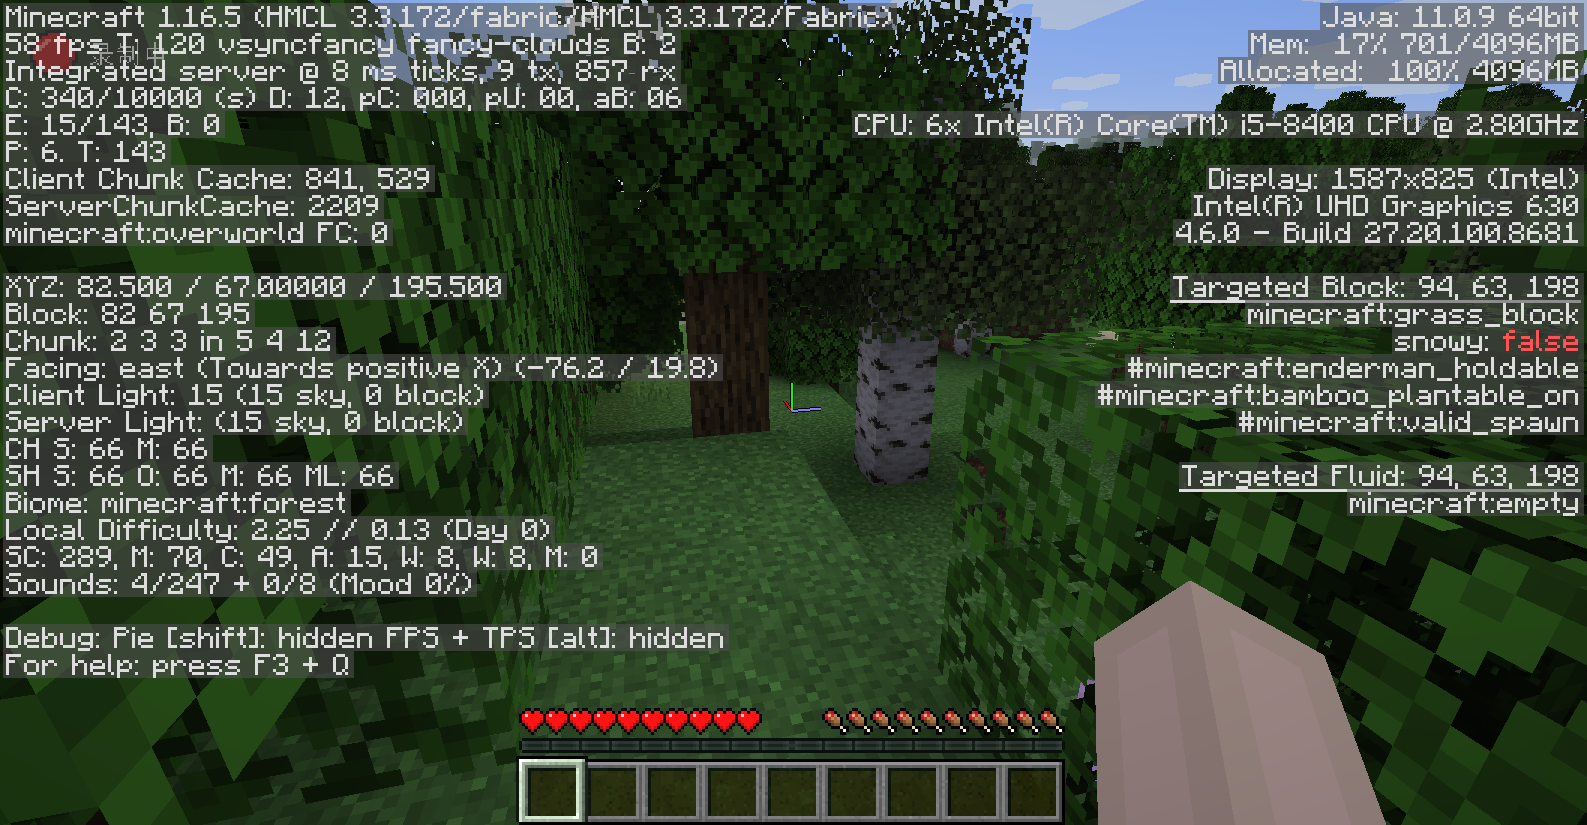 Minecraft 1.16.5 (HMCL 3.3.172/fabric/HMCL 3.3.172/Fabric)
58 fps T: 120 vsyncfancy fancy-clouds B: 2
录制中
Integrated server @ 8 ms ticks, 9 tx, 857 rx
C: 340/10000 (s) D: 12, pC: 000, pU: 00, aB: 06
E: 15/143, B: 0
P: 6. T: 143
Client Chunk Cache: 841, 529
ServerChunkCache: 2209
minecraft:overworld FC: 0
XYZ: 82.500 / 67.00000 / 195.500
Block: 82 67 195
Chunk: 2 3 3 in 5 4 12
Facing: east (Towards positive X) (-76.2 / 19.8)
Client Light: 15 (15 sky, 0 block)
Server Light: (15 sky, 0 block)
CH S: 66 M: 66
SH S: 66 O: 66 M: 66 ML: 66
Biome: minecraft:forest
Local Difficulty: 2.25 // 0.13 (Day 0)
SC: 289, M: 70, C: 49, A: 15, W: 8, W: 8, M: 0
Sounds: 4/247 + 0/8 (Mood 0%)
Debug: Pie [shift]: hidden FPS + TPS [alt]: hidden
For help: press F3 + Q
Java: 11.0.9 64bit
Mem: 17% 701/4096MB
Allocated: 100% 4096MB
CPU: 6x Intel(R) Core(TM) i5-8400 CPU @ 2.80GHz
Display: 1587x825 (Intel)
Intel(R) UHD Graphics 630
4.6.0 - Build 27.20.100.8681
Targeted Block: 94, 63, 198
minecraft:grass_block
snowy: false
#minecraft:enderman_holdable
#minecraft:bamboo_plantable_on
#minecraft:valid_spawn
Targeted Fluid: 94, 63, 198
minecraft:empty